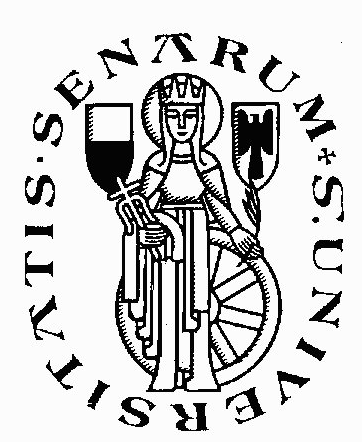 S. UNIVERSITATIS · SENARUM ✝